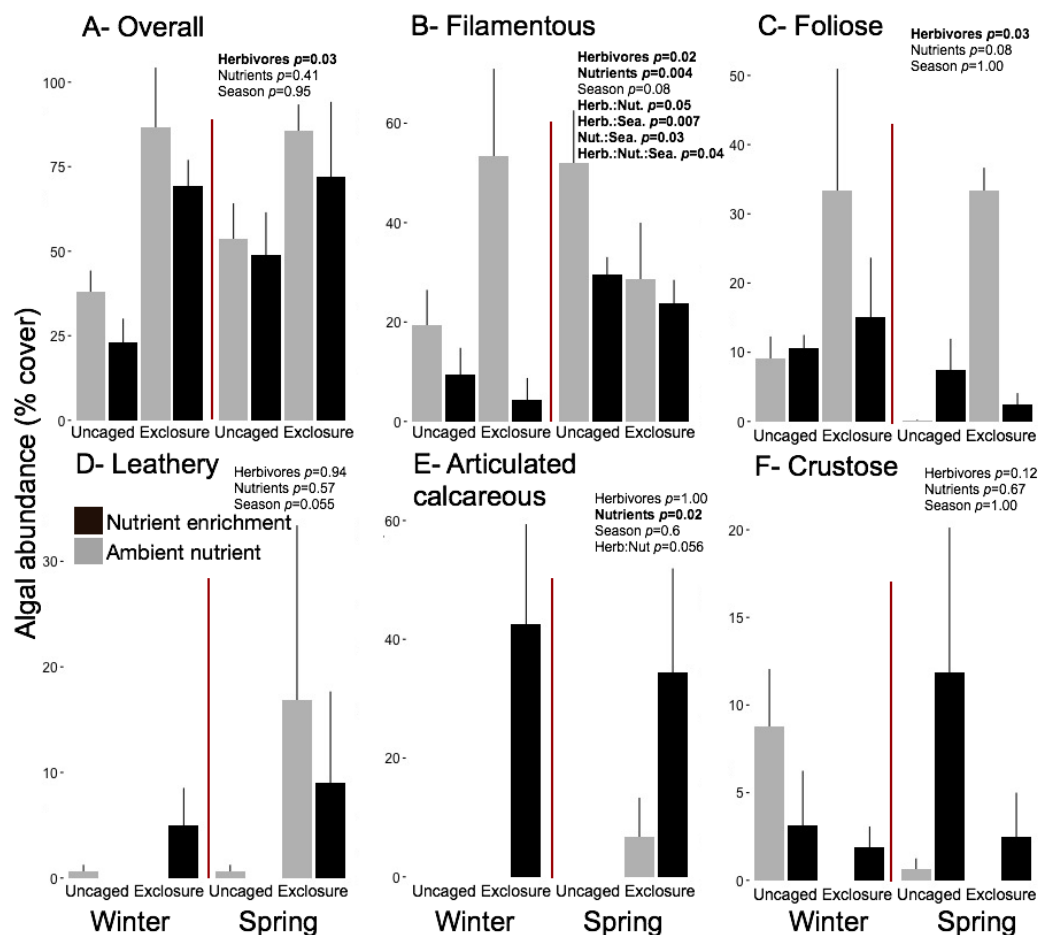 Algal abundance (% cover)
A- Overall
Herbivores p=0.03
Nutrients p=0.41
Season p=0.95
100
75
50
25
0
Uncaged Exclosure Uncaged Exclosure
B- Filamentous
Herbivores p=0.02
Nutrients p=0.004
Season p=0.08
Herb.:Nut. p=0.05
Herb.:Sea. p=0.007
Nut.:Sea. p=0.03
Herb.:Nut.:Sea. p=0.04
60
40
20
0
Uncaged Exclosure Uncaged Exclosure
C- Foliose
Herbivores p=0.03
Nutrients p=0.08
Season p=1.00
50
40
30
20
10
0
Uncaged Exclosure Uncaged Exclosure
D- Leathery
Herbivores p=0.94
Nutrients p=0.57
Season p=0.055
Nutrient enrichment
Ambient nutrient
30
20
10
0
Uncaged Exclosure Uncaged Exclosure
Winter Spring
E- Articulated
calcareous
Herbivores p=1.00
Nutrients p=0.02
Season p=0.6
Herb:Nut p=0.056
60
40
20
0
Uncaged Exclosure Uncaged Exclosure
Winter Spring
F- Crustose
Herbivores p=0.12
Nutrients p=0.67
Season p=1.00
20
15
10
5
0
Uncaged Exclosure Uncaged Exclosure
Winter Spring